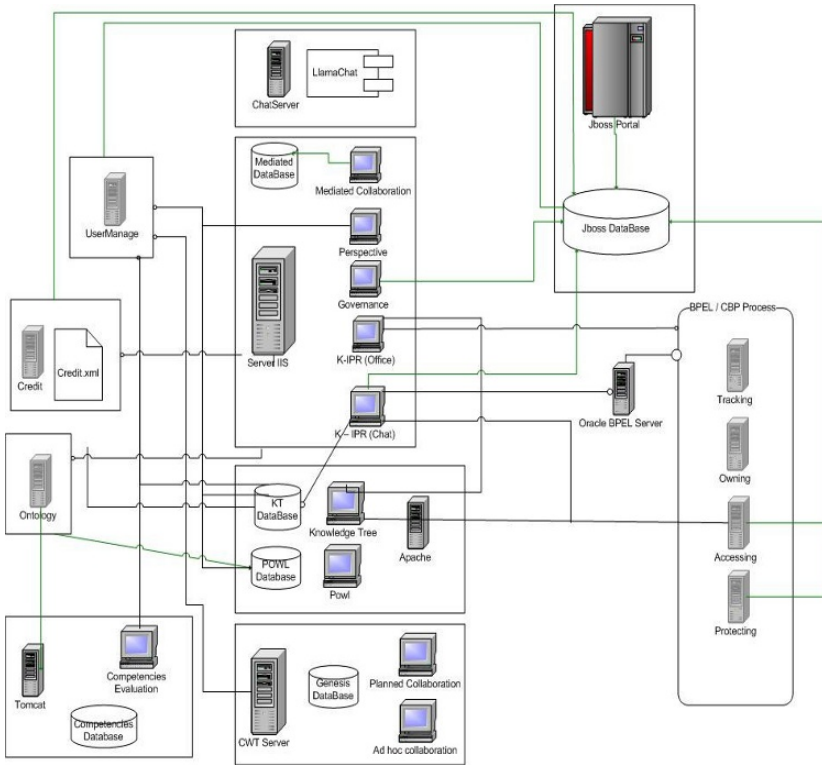 LlamaChat
ChatServer
Jboss Portal
Mediated
DataBase
Mediated Collaboration
UserManage
Jboss DataBase
Perspective
Governance
BPEL / CBP Process
K-IPR (Office)
Server IIS
Credit
Credit.xml
Tracking
K – IPR (Chat)
Oracle BPEL Server
Owning
Ontology
KT
DataBase
Knowledge Tree
Apache
Accessing
POWL
Database
Powl
Protecting
Competencies
Evaluation
Tomcat
Competencies
Database
Genesis
DataBase
Planned Collaboration
CWT Server
Ad hoc collaboration